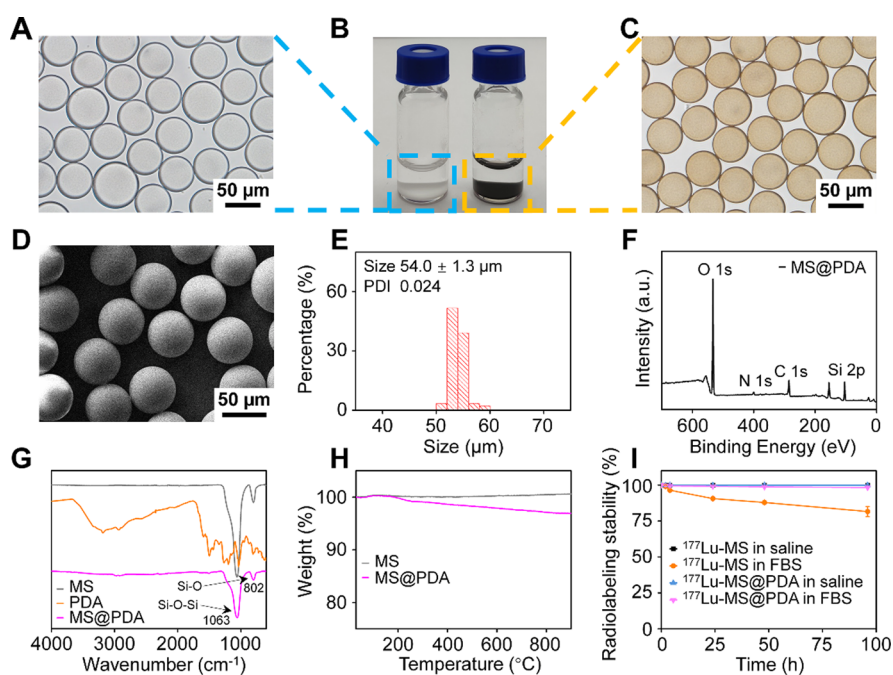 A
B
C
50 µm
50 µm
D
E
F
50 µm
Size 54.0 ± 1.3 µm
PDI 0.024
Percentage (%)
60
30
0
40
60
70
Size (µm)
O 1s
– MS@PDA
N 1s
C 1s
Si 2p
Intensity (a.u.)
600
400
200
0
Binding Energy (eV)
G
H
I
MS
PDA
MS@PDA
Si-O
802
Si-O-Si
1063
4000
3000
2000
1000
Wavenumber (cm-1)
Weight (%)
100
90
80
MS
MS@PDA
200
400
600
800
Temperature (°C)
Radiolabeling stability (%)
100
75
50
25
0
177Lu-MS in saline
177Lu-MS in FBS
177Lu-MS@PDA in saline
177Lu-MS@PDA in FBS
0
25
50
75
100
Time (h)